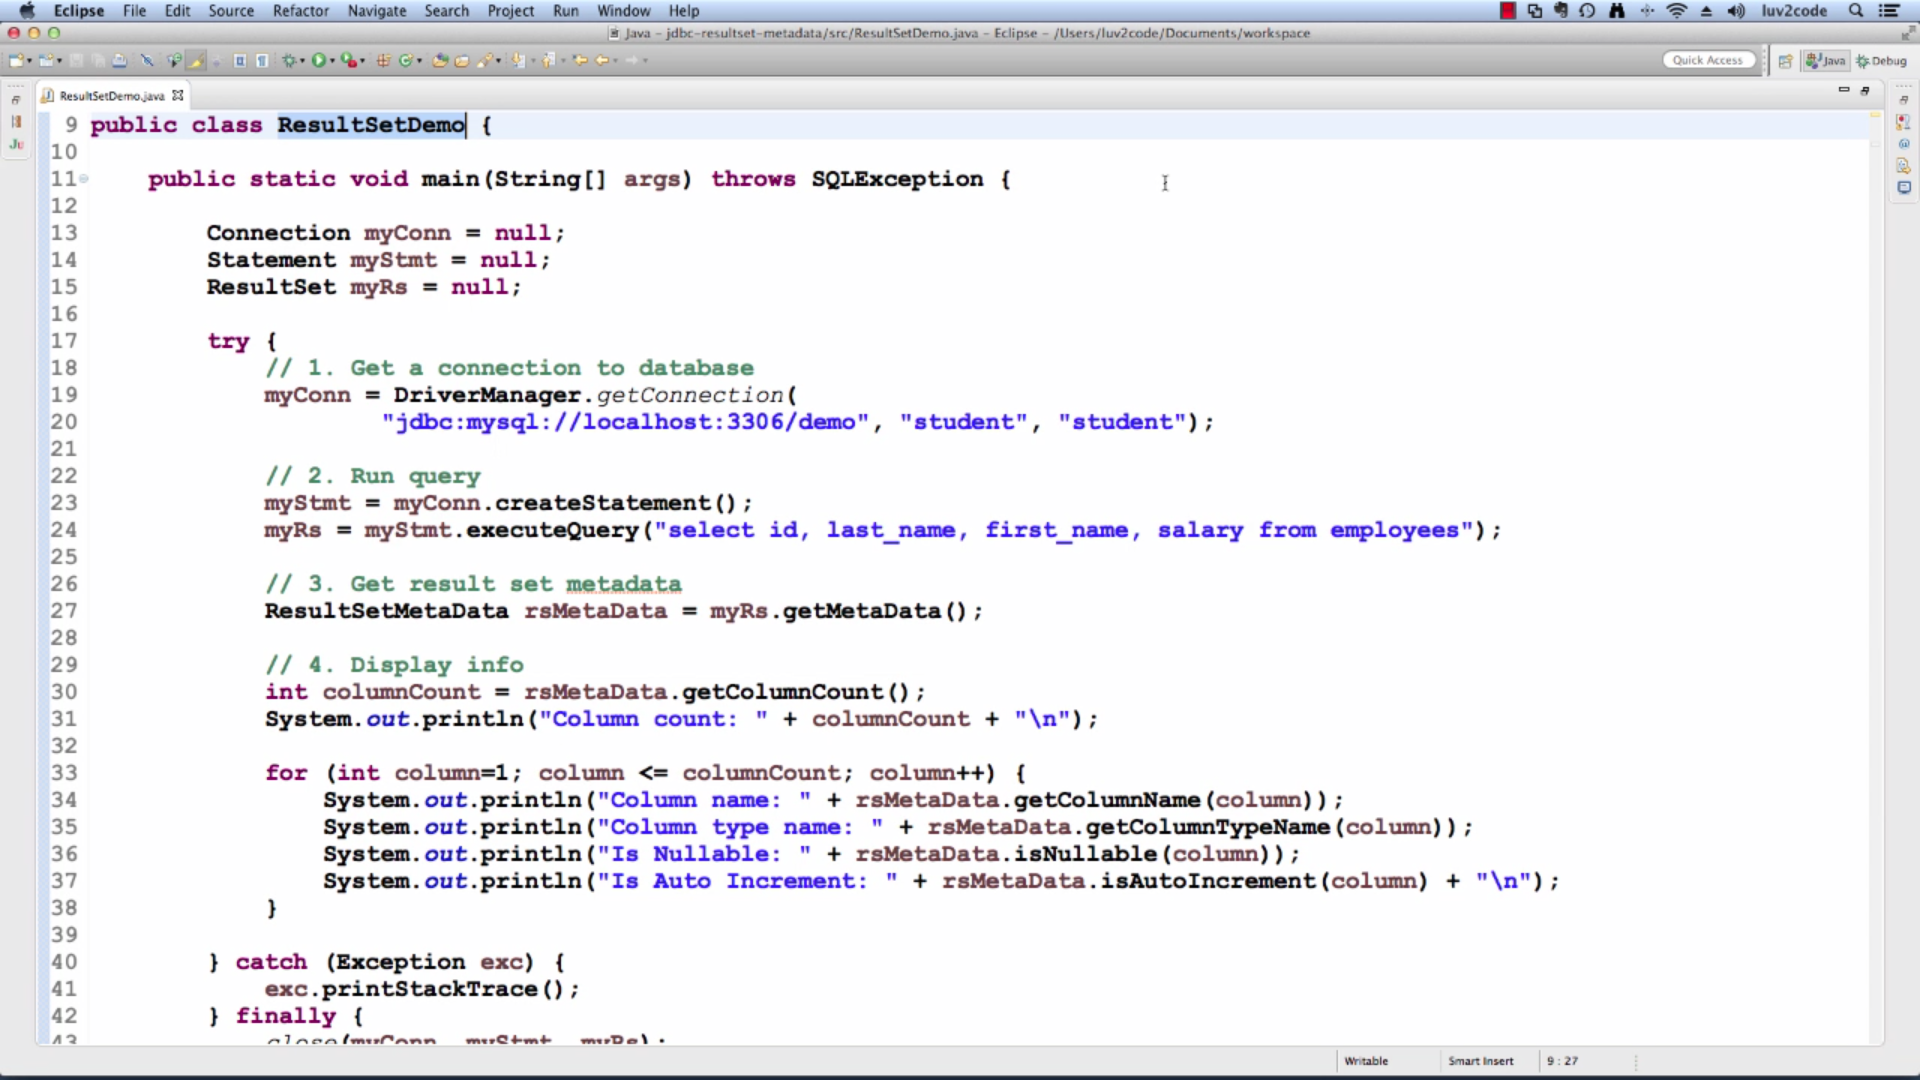 Eclipse File Edit Source Refactor Navigate Search Project Run Window Help luv2code
Java – jdbc-resultset-metadata/src/ResultSetDemo.java – Eclipse – /Users/luv2code/Documents/workspace
Quick Access Java Debug
ResultSetDemo.java
Ju
9 public class ResultSetDemo {
10
11 public static void main(String[] args) throws SQLException {
12
13 Connection myConn = null;
14 Statement myStmt = null;
15 ResultSet myRs = null;
16
17 try {
18 // 1. Get a connection to database
19 myConn = DriverManager.getConnection(
20 "jdbc:mysql://localhost:3306/demo", "student", "student");
21
22 // 2. Run query
23 myStmt = myConn.createStatement();
24 myRs = myStmt.executeQuery("select id, last_name, first_name, salary from employees");
25
26 // 3. Get result set metadata
27 ResultSetMetaData rsMetaData = myRs.getMetaData();
28
29 // 4. Display info
30 int columnCount = rsMetaData.getColumnCount();
31 System.out.println("Column count: " + columnCount + "\n");
32
33 for (int column=1; column <= columnCount; column++) {
34 System.out.println("Column name: " + rsMetaData.getColumnName(column));
35 System.out.println("Column type name: " + rsMetaData.getColumnTypeName(column));
36 System.out.println("Is Nullable: " + rsMetaData.isNullable(column));
37 System.out.println("Is Auto Increment: " + rsMetaData.isAutoIncrement(column) + "\n");
38 }
39
40 } catch (Exception exc) {
41 exc.printStackTrace();
42 } finally {
43 close(myConn, myStmt, myRs);
Writable Smart Insert 9 : 27